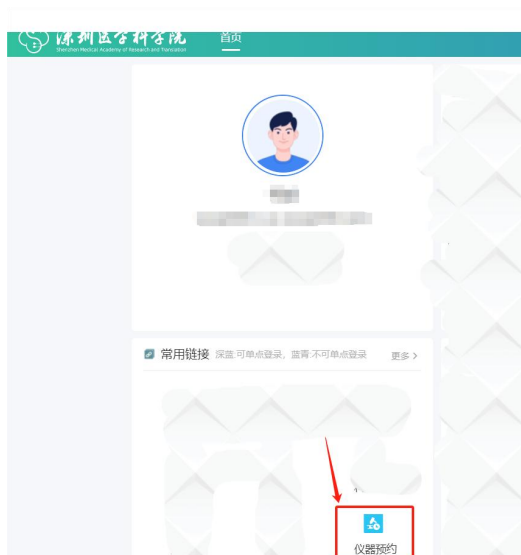 深圳医学科学院
Shenzhen Medical Academy of Research and Translation
首页
常用链接 深蓝:可单点登录, 蓝青:不可单点登录 更多 >
仪器预约